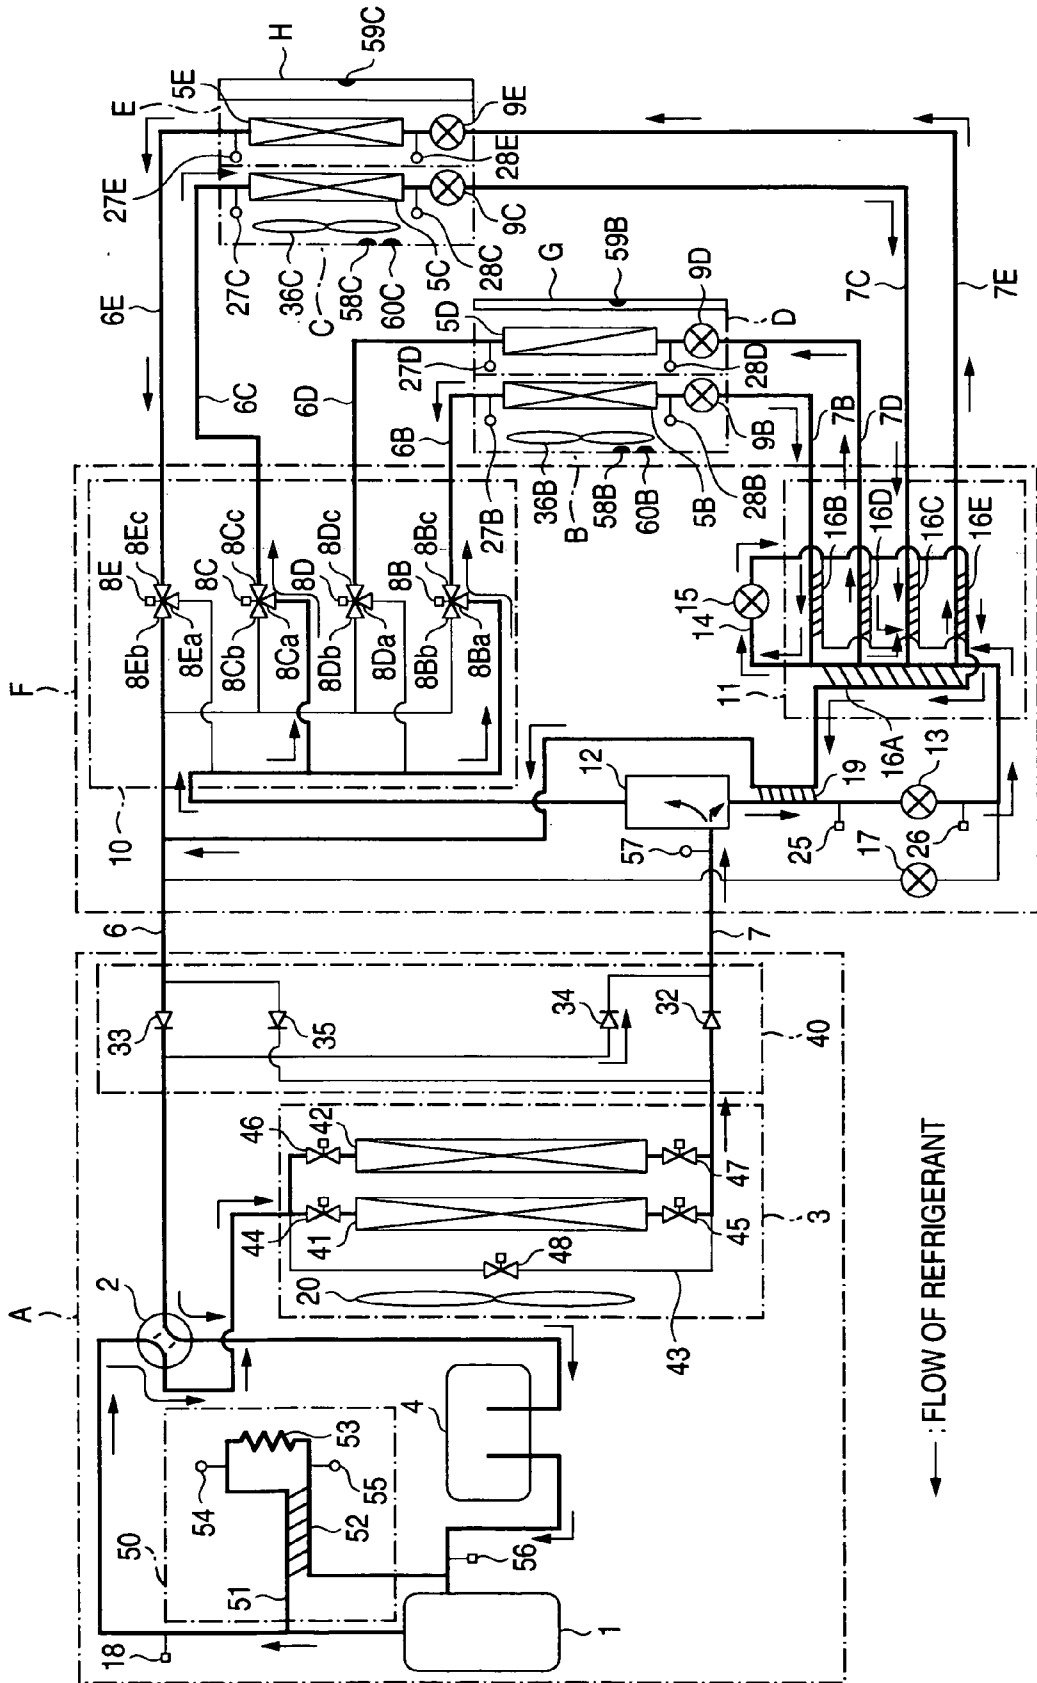 A
2
50
54
53
51
52
55
18
1
56
4
43
20
48
44
41
46
42
45
47
3
33
35
34
32
40
6
7
F
10
8E
8Ec
8Eb
8Ea
8C
8Cc
8Cb
8Ca
8D
8Dc
8Db
8Da
8B
8Bc
8Bb
8Ba
57
12
19
25
26
13
17
11
16A
14
15
16B
16D
16C
16E
6E
6C
6D
6B
27B
27D
36B
B
58B
60B
5B
28B
9B
5D
28D
9D
G
59B
D
7B
7D
7C
7E
27E
27C
36C
C
58C
60C
5C
28C
9C
E
5E
28E
9E
H
59C
: FLOW OF REFRIGERANT